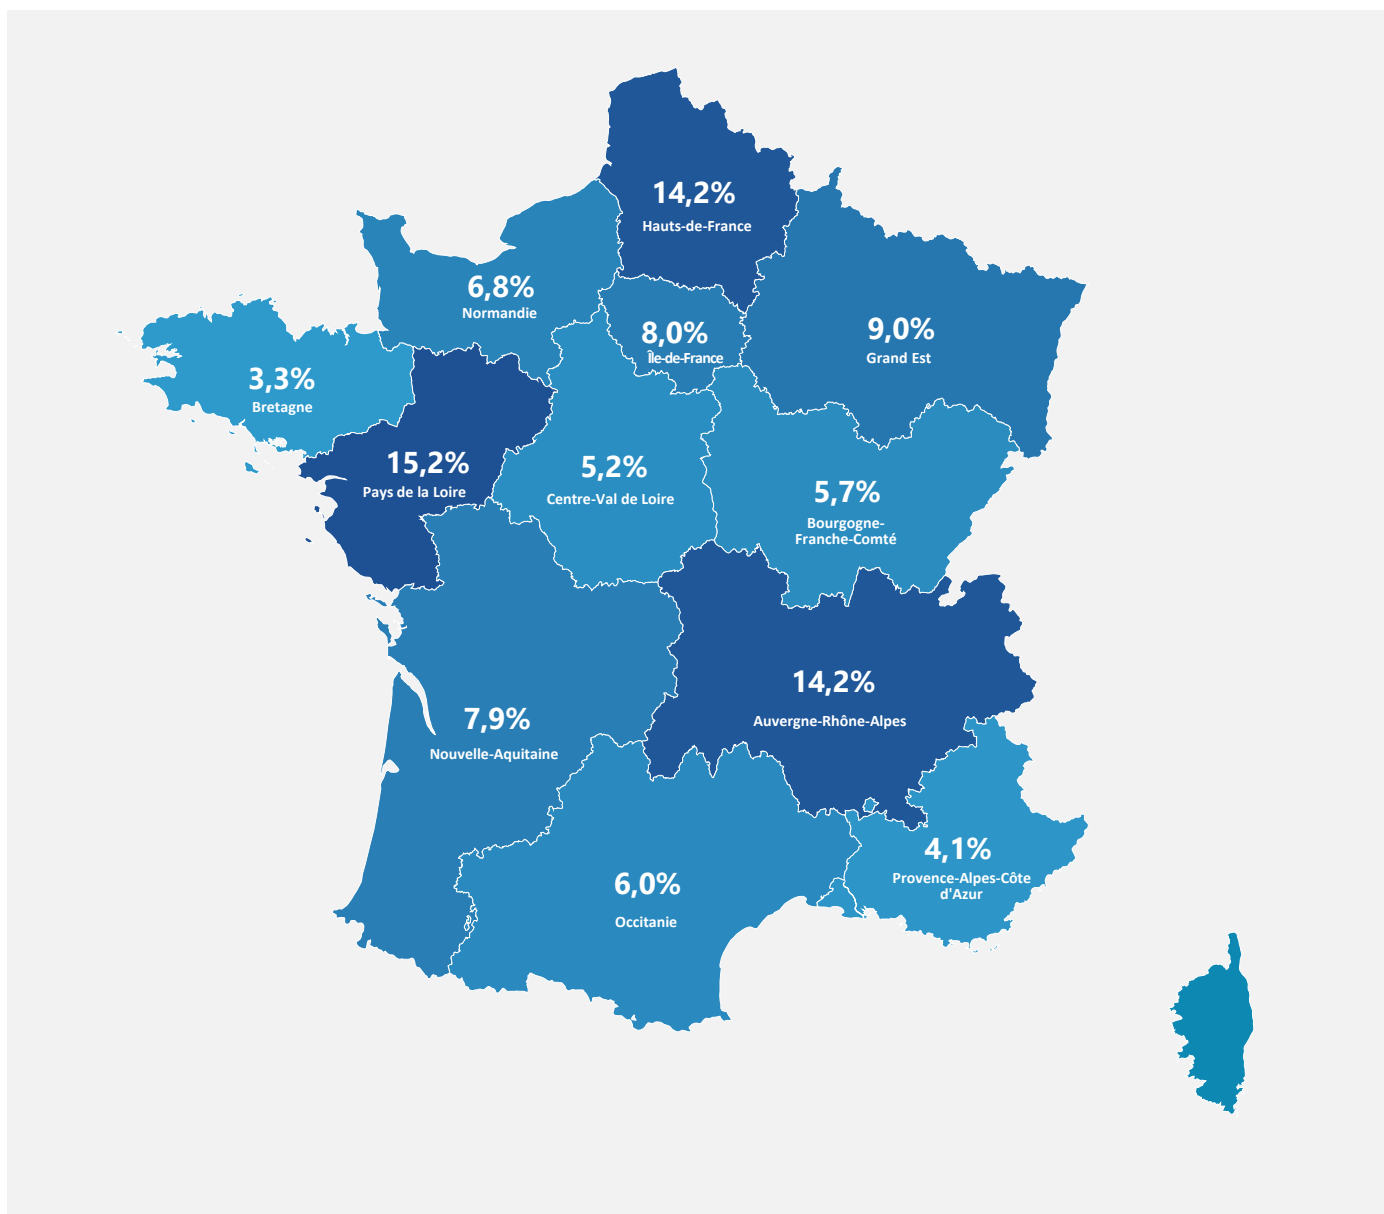 14,2%
Hauts-de-France
6,8%
Normandie
8,0%
Île-de-France
9,0%
Grand Est
3,3%
Bretagne
15,2%
Pays de la Loire
5,2%
Centre-Val de Loire
5,7%
Bourgogne-
Franche-Comté
14,2%
Auvergne-Rhône-Alpes
7,9%
Nouvelle-Aquitaine
4,1%
Provence-Alpes-Côte
d'Azur
6,0%
Occitanie